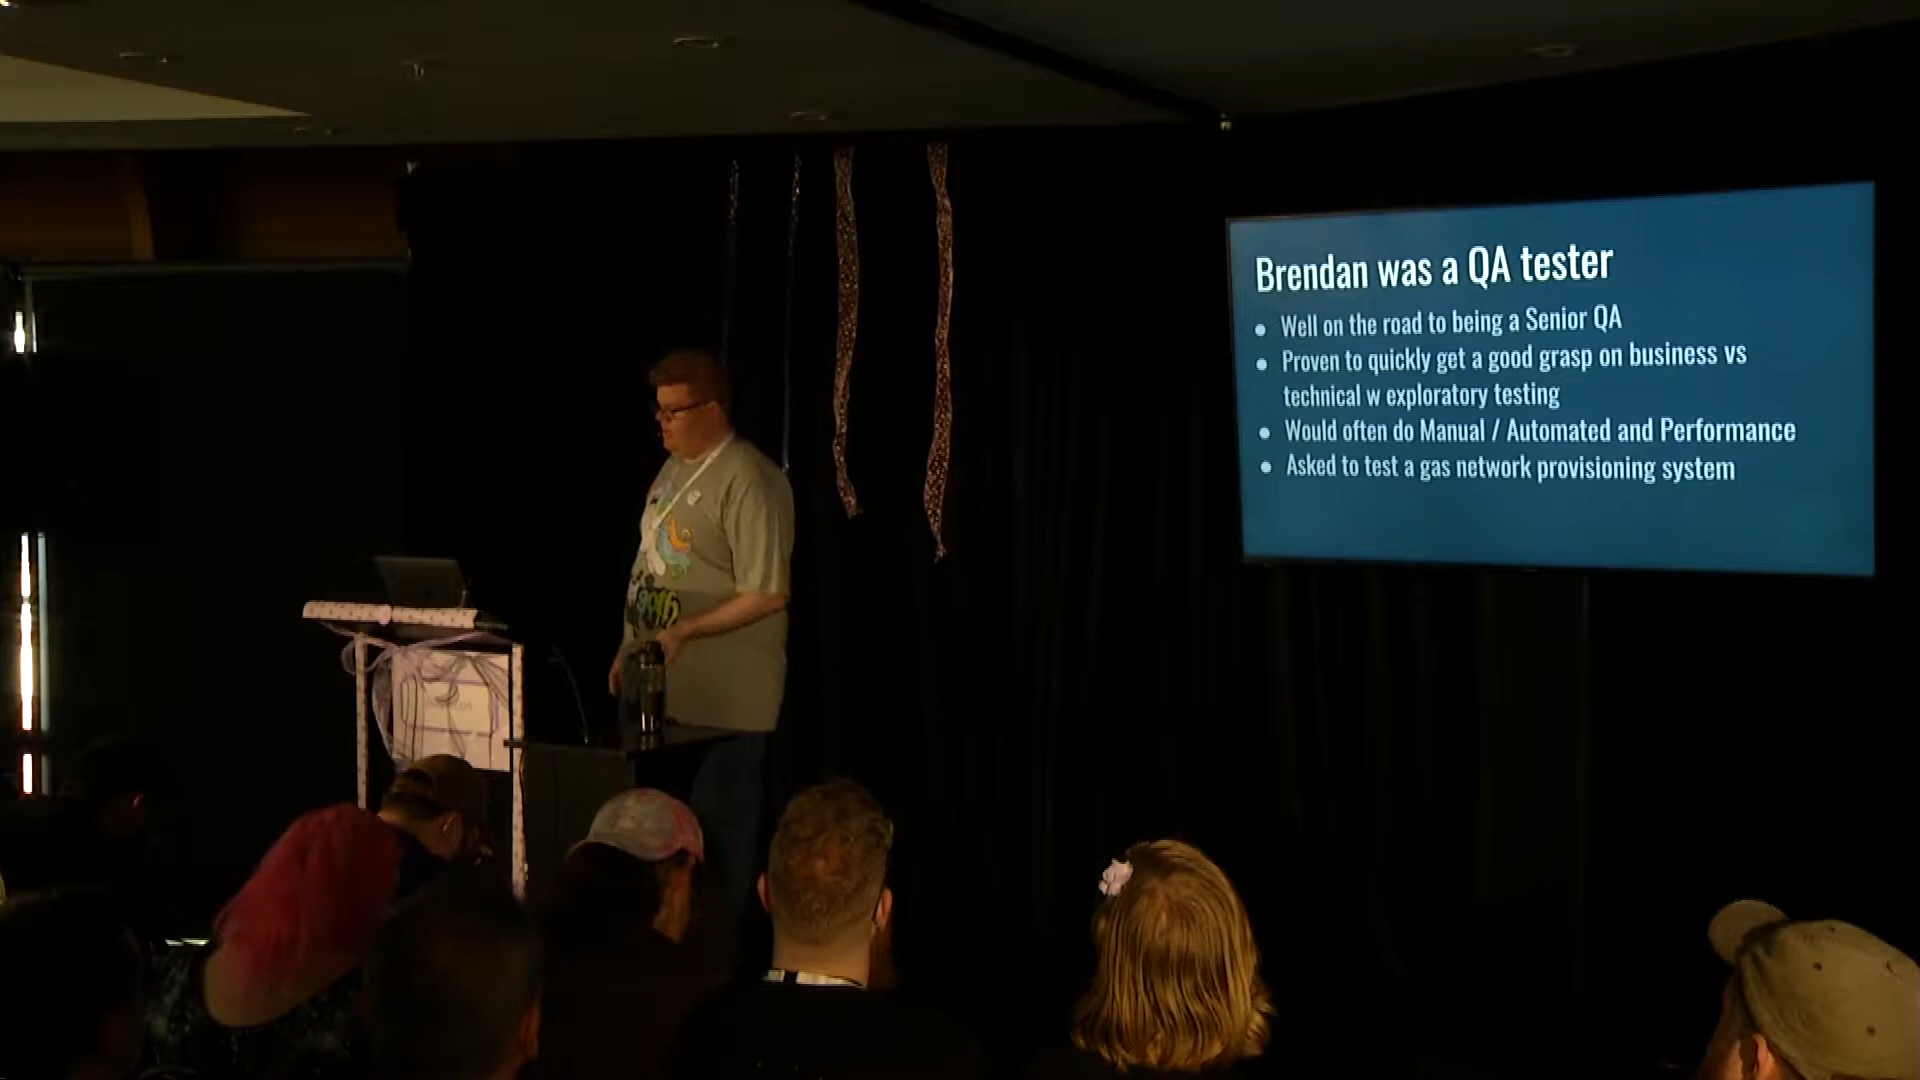 Brendan was a QA tester
● Well on the road to being a Senior QA
● Proven to quickly get a good grasp on business vs
technical w exploratory testing
● Would often do Manual / Automated and Performance
● Asked to test a gas network provisioning system